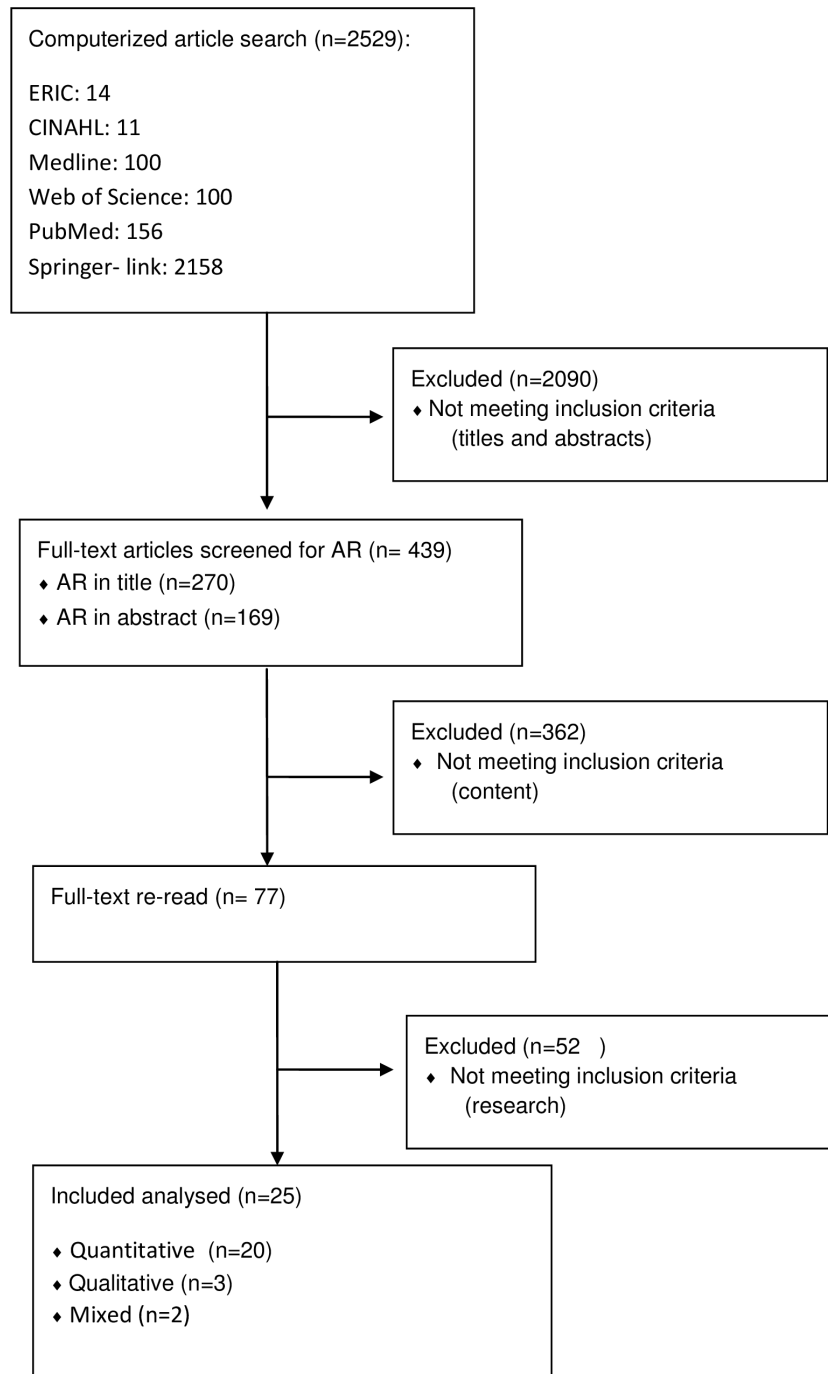 Computerized article search (n=2529):
ERIC: 14
CINAHL: 11
Medline: 100
Web of Science: 100
PubMed: 156
Springer- link: 2158
Excluded (n=2090)
♦ Not meeting inclusion criteria
(titles and abstracts)
Full-text articles screened for AR (n= 439)
♦ AR in title (n=270)
♦ AR in abstract (n=169)
Excluded (n=362)
♦ Not meeting inclusion criteria
(content)
Full-text re-read (n= 77)
Excluded (n=52 )
♦ Not meeting inclusion criteria
(research)
Included analysed (n=25)
♦ Quantitative (n=20)
♦ Qualitative (n=3)
♦ Mixed (n=2)